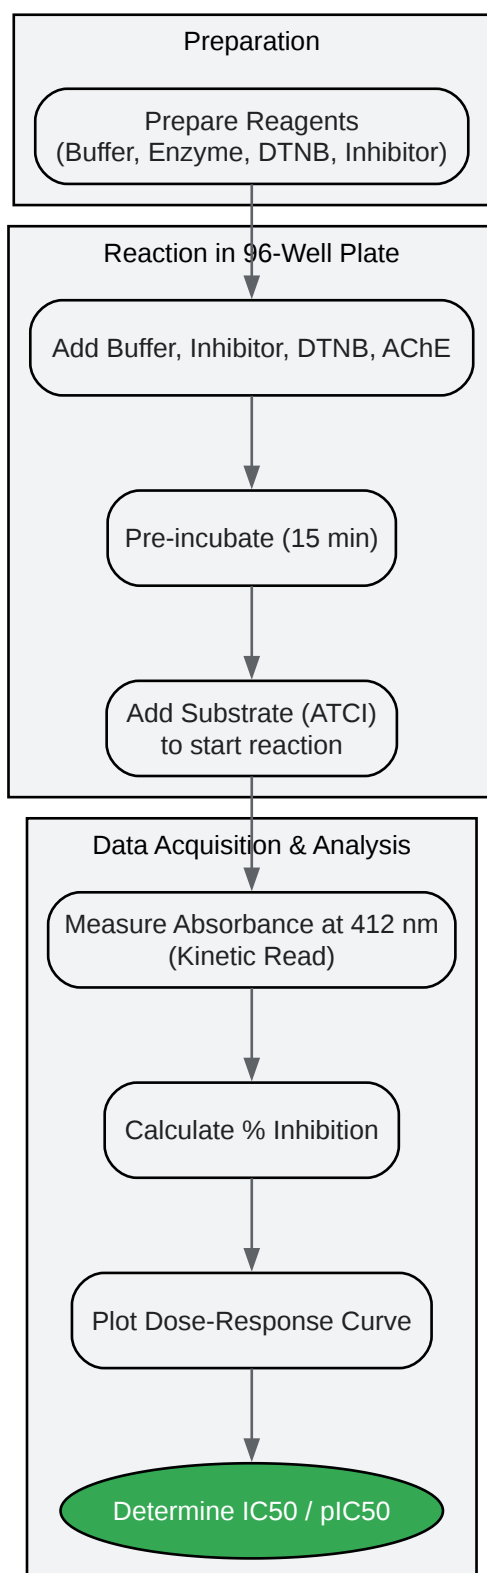 Preparation
Prepare Reagents
(Buffer, Enzyme, DTNB, Inhibitor)
Reaction in 96-Well Plate
Add Buffer, Inhibitor, DTNB, AChE
Pre-incubate (15 min)
Add Substrate (ATCI)
to start reaction
Data Acquisition & Analysis
Measure Absorbance at 412 nm
(Kinetic Read)
Calculate % Inhibition
Plot Dose-Response Curve
Determine IC50 / pIC50